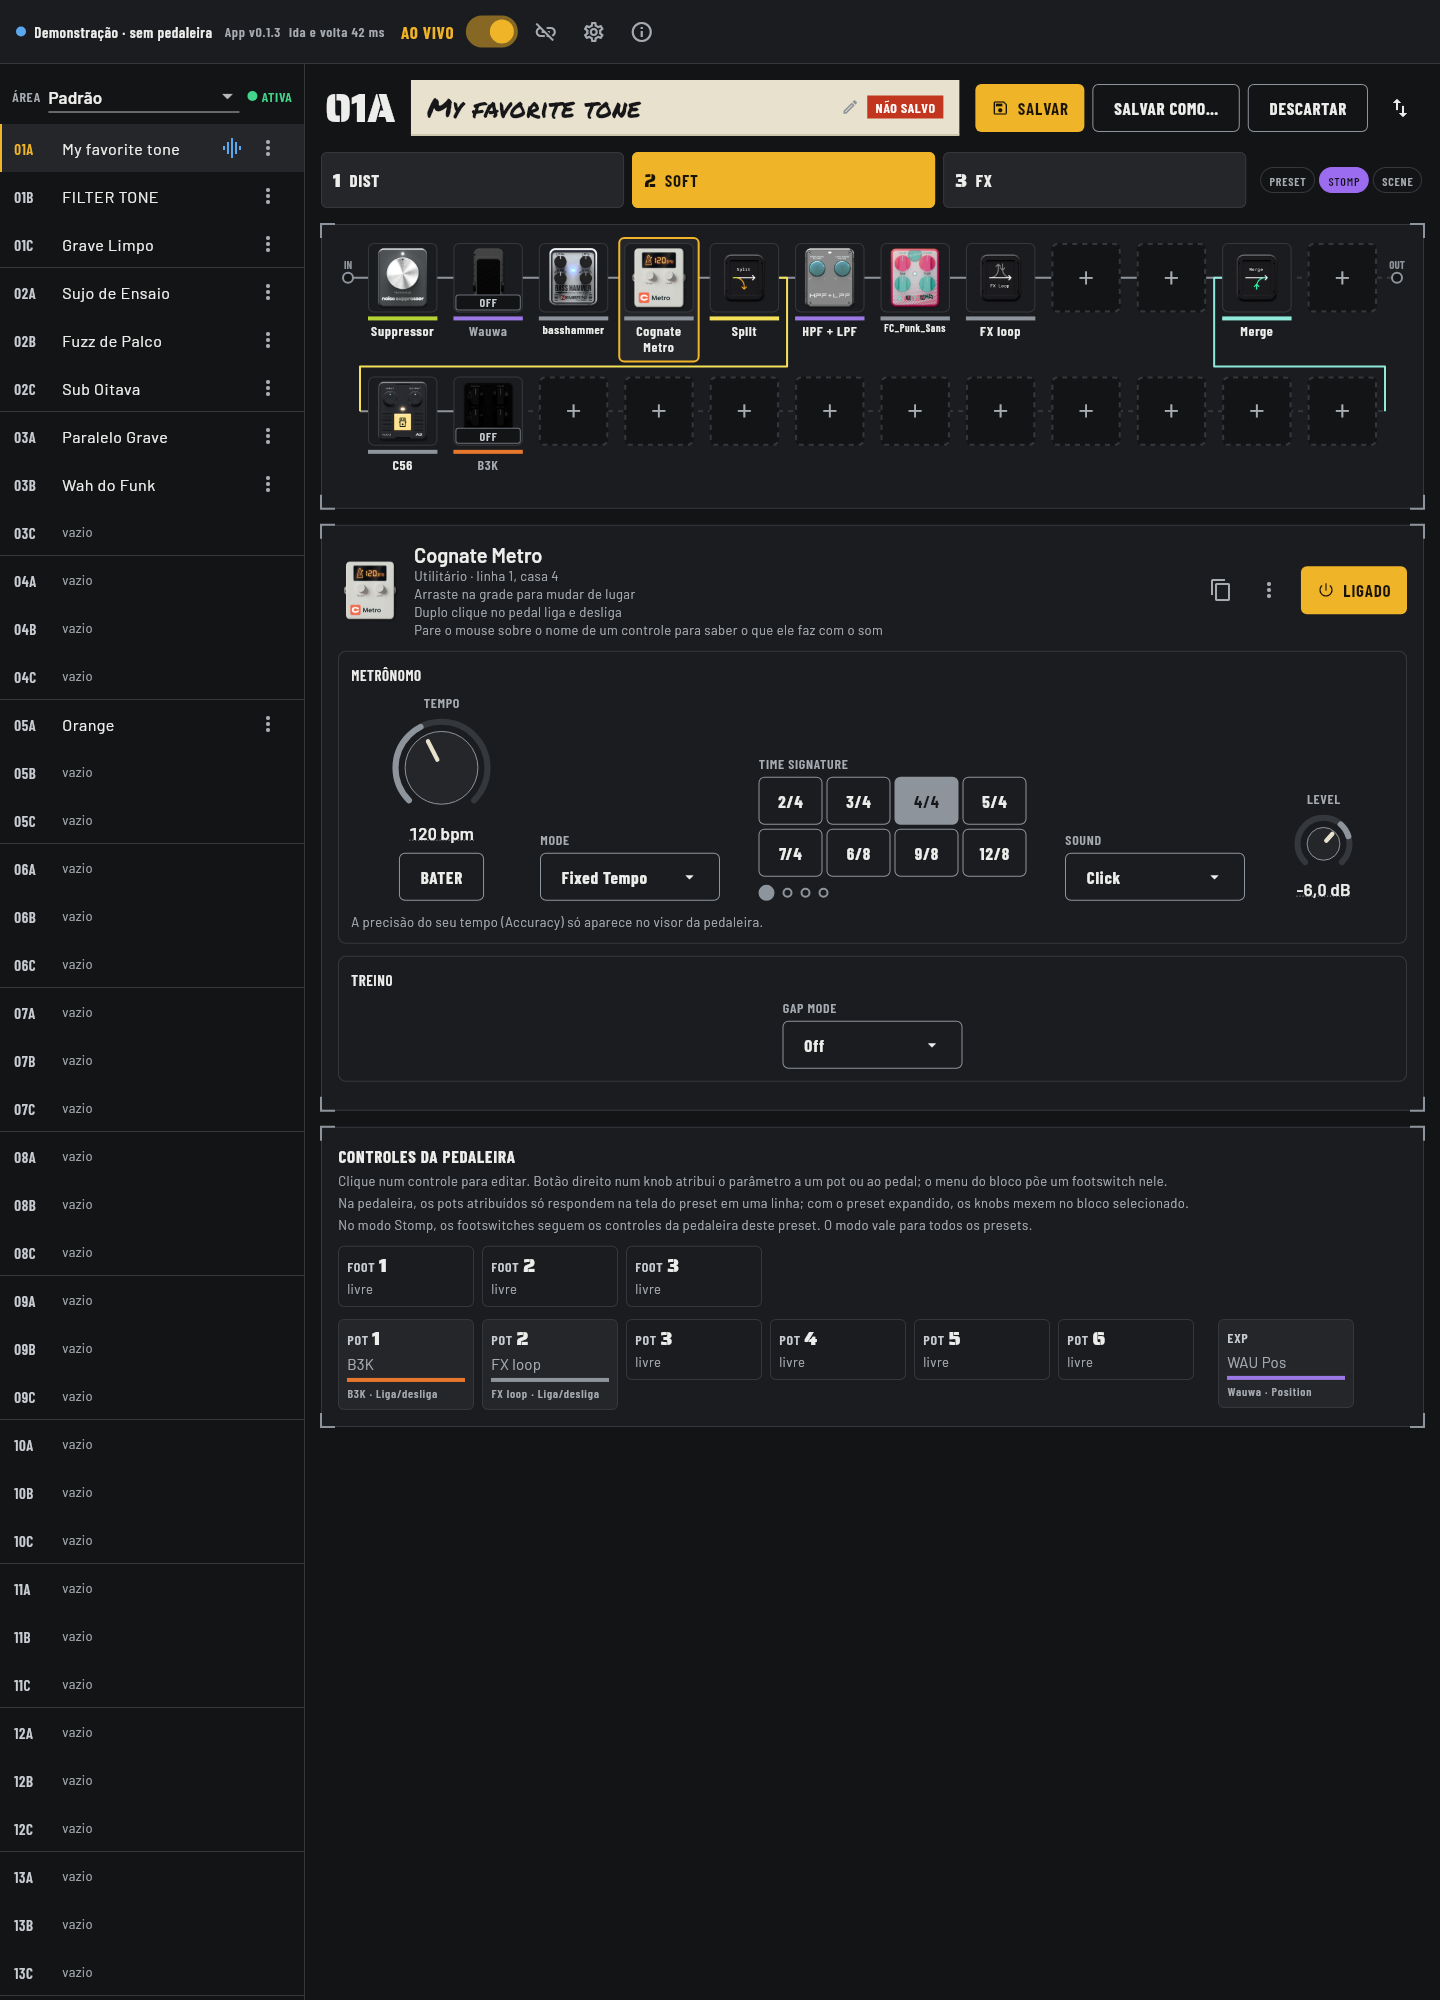 Demonstração · sem pedaleira App v0.1.3 Ida e volta 42 ms AO VIVO
ÁREA Padrão ATIVA
01A My favorite tone
01B FILTER TONE
01C Grave Limpo
02A Sujo de Ensaio
02B Fuzz de Palco
02C Sub Oitava
03A Paralelo Grave
03B Wah do Funk
03C vazio
04A vazio
04B vazio
04C vazio
05A Orange
05B vazio
05C vazio
06A vazio
06B vazio
06C vazio
07A vazio
07B vazio
07C vazio
08A vazio
08B vazio
08C vazio
09A vazio
09B vazio
09C vazio
10A vazio
10B vazio
10C vazio
11A vazio
11B vazio
11C vazio
12A vazio
12B vazio
12C vazio
13A vazio
13B vazio
13C vazio
01A My favorite tone NÃO SALVO SALVAR SALVAR COMO... DESCARTAR
1 DIST 2 SOFT 3 FX PRESET STOMP SCENE
IN OUT
noise suppressor OFF 120 Metro Split HPF+LPF FX Loop Merge
Suppressor Wauwa basshammer Cognate Metro Split HPF + LPF FC_Punk_Sans FX loop Merge
OFF
C56 B3K
120 Metro
Cognate Metro
Utilitário · linha 1, casa 4
Arraste na grade para mudar de lugar
Duplo clique no pedal liga e desliga
Pare o mouse sobre o nome de um controle para saber o que ele faz com o som
LIGADO
METRÔNOMO
TEMPO
120 bpm
BATER
MODE
Fixed Tempo
TIME SIGNATURE
2/4 3/4 4/4 5/4
7/4 6/8 9/8 12/8
SOUND
Click
LEVEL
-6,0 dB
A precisão do seu tempo (Accuracy) só aparece no visor da pedaleira.
TREINO
GAP MODE
Off
CONTROLES DA PEDALEIRA
Clique num controle para editar. Botão direito num knob atribui o parâmetro a um pot ou ao pedal; o menu do bloco põe um footswitch nele.
Na pedaleira, os pots atribuídos só respondem na tela do preset em uma linha; com o preset expandido, os knobs mexem no bloco selecionado.
No modo Stomp, os footswitches seguem os controles da pedaleira deste preset. O modo vale para todos os presets.
FOOT 1 FOOT 2 FOOT 3
livre livre livre
POT 1 POT 2 POT 3 POT 4 POT 5 POT 6 EXP
B3K FX loop livre livre livre livre WAU Pos
B3K · Liga/desliga FX loop · Liga/desliga Wauwa · Position